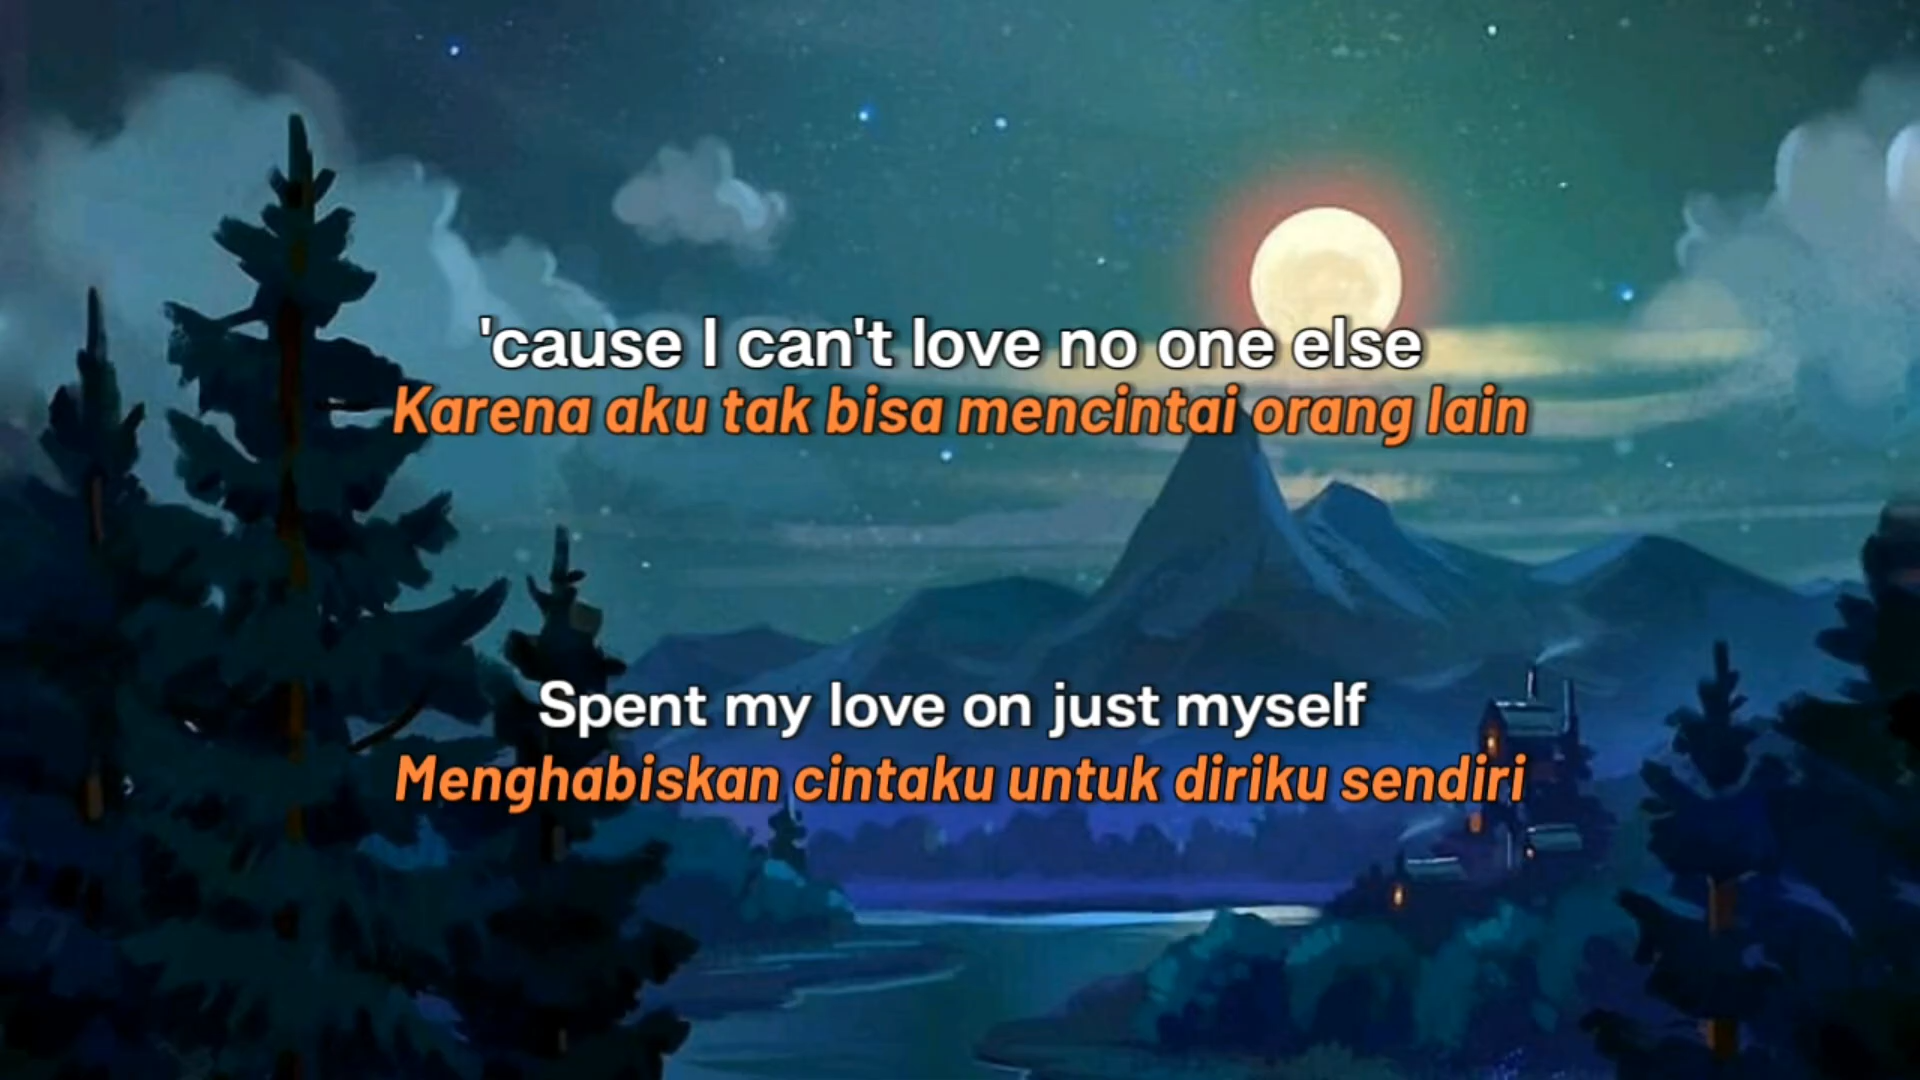 'cause I can't love no one else
Karena aku tak bisa mencintai orang lain
Spent my love on just myself
Menghabiskan cintaku untuk diriku sendiri